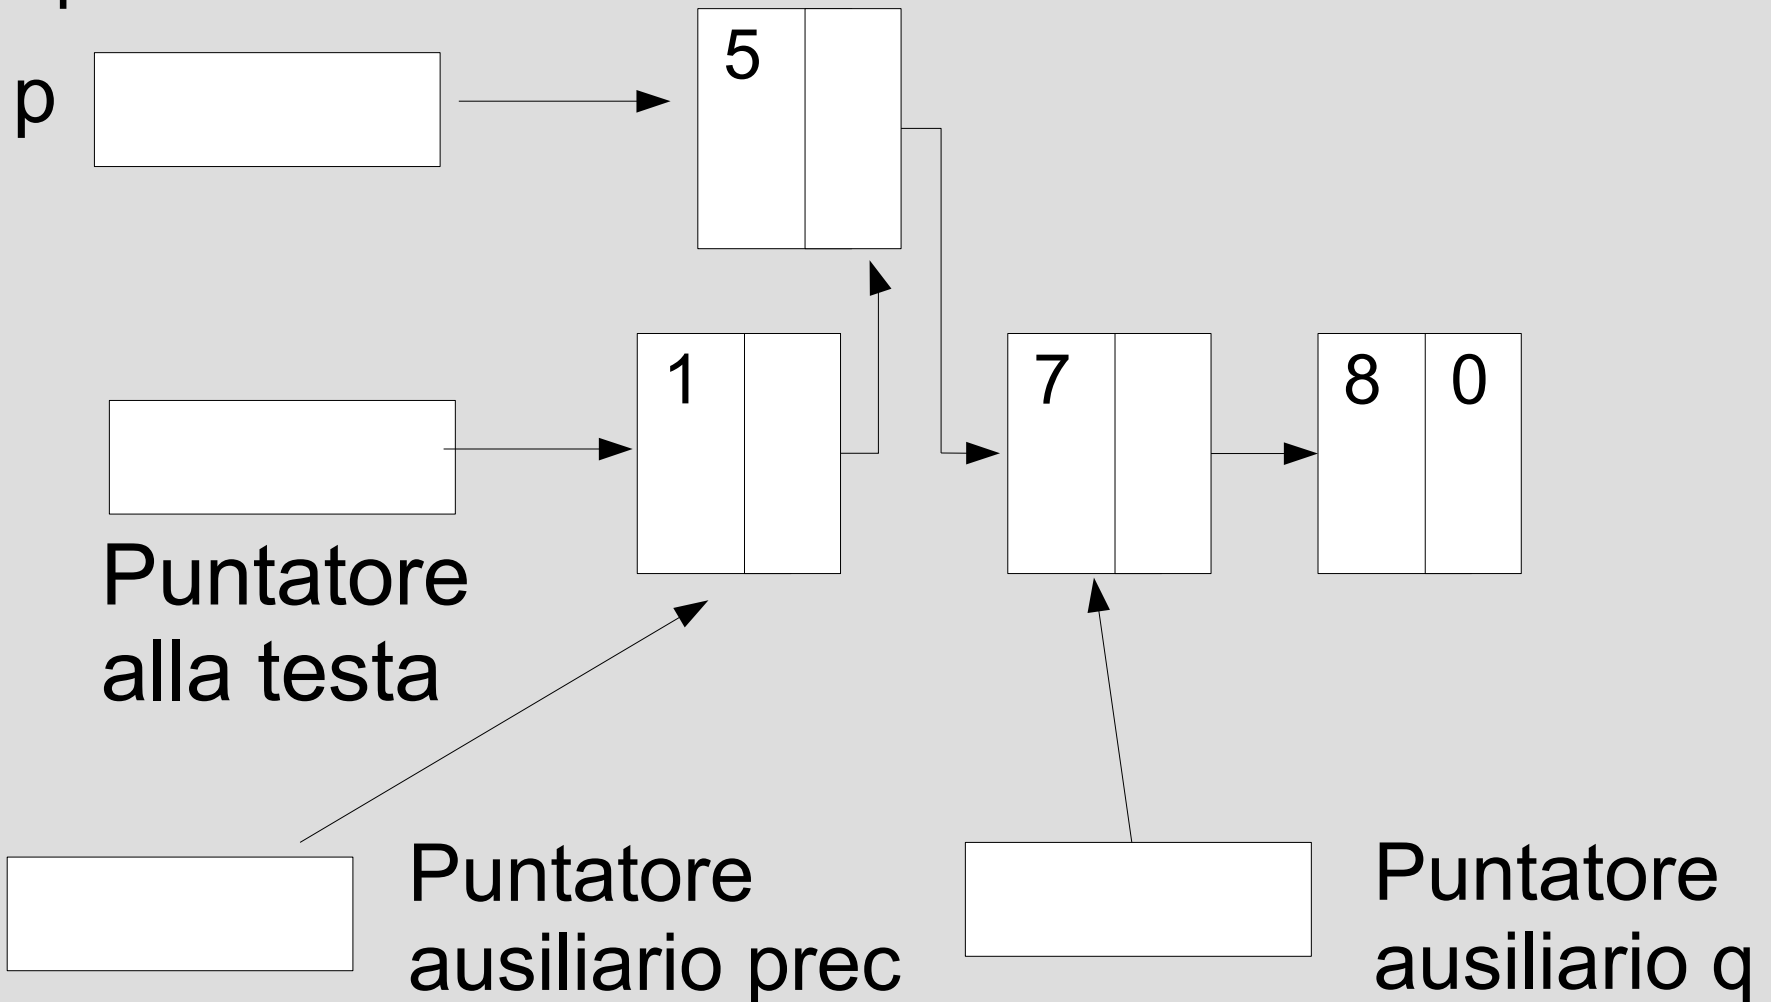 5
p
1
7
8 0
Puntatore
alla testa
Puntatore
ausiliario prec
Puntatore
ausiliario q